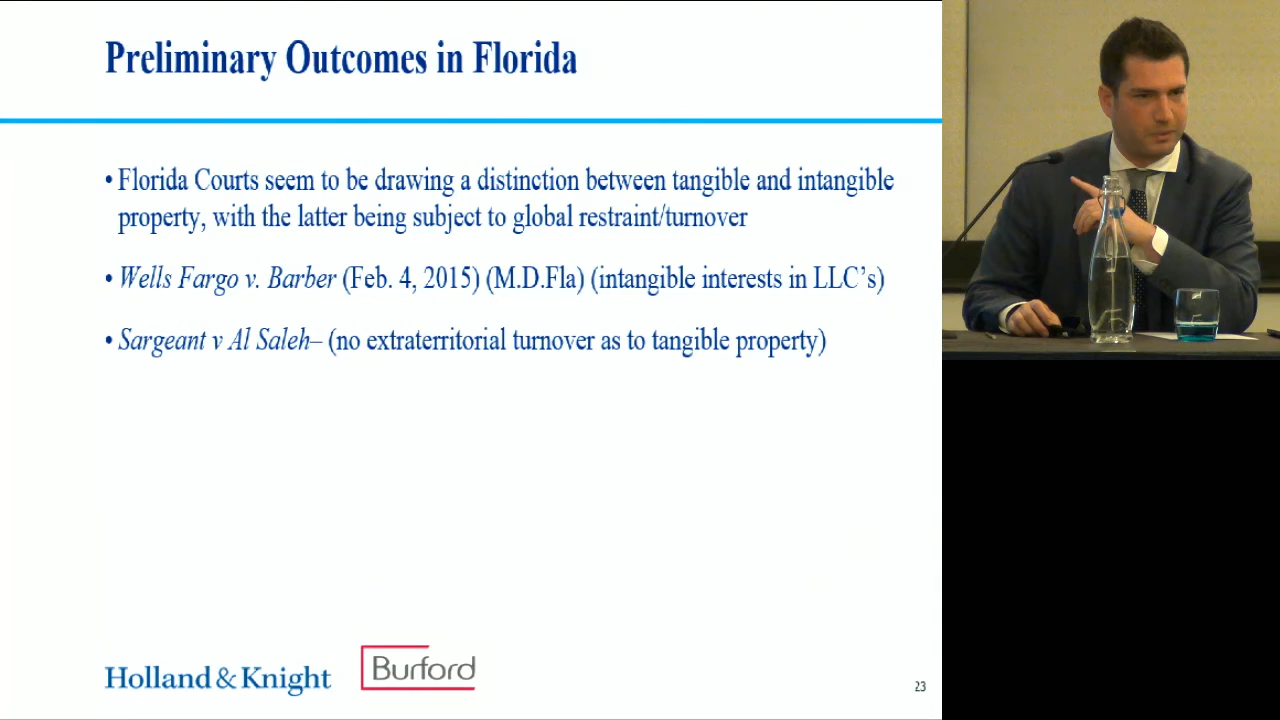 Preliminary Outcomes in Florida
• Florida Courts seem to be drawing a distinction between tangible and intangible
property, with the latter being subject to global restraint/turnover
• Wells Fargo v. Barber (Feb. 4, 2015) (M.D.Fla) (intangible interests in LLC's)
• Sargeant v Al Saleh– (no extraterritorial turnover as to tangible property)
Holland & Knight
Burford
23